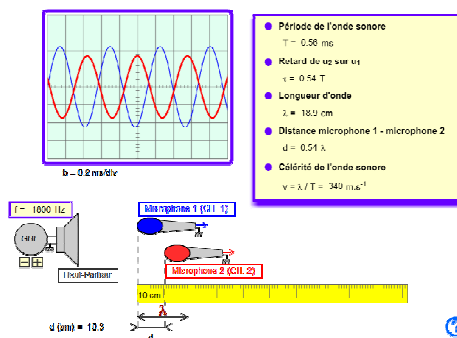 Période de l'onde sonore
T = 0.56 ms
Retard de u2 sur u1
τ = 0.54 T
Longueur d'onde
λ = 18.9 cm
Distance microphone 1 - microphone 2
d = 0.54 λ
Célérité de l'onde sonore
v = λ / T = 340 m.s⁻¹
b = 0.2 ms/div
f = 1800 Hz
Microphone 1 (CH. 1)
GBF
Microphone 2 (CH. 2)
Haut-Parleur
10 cm
λ
d (cm) = 10.3
d